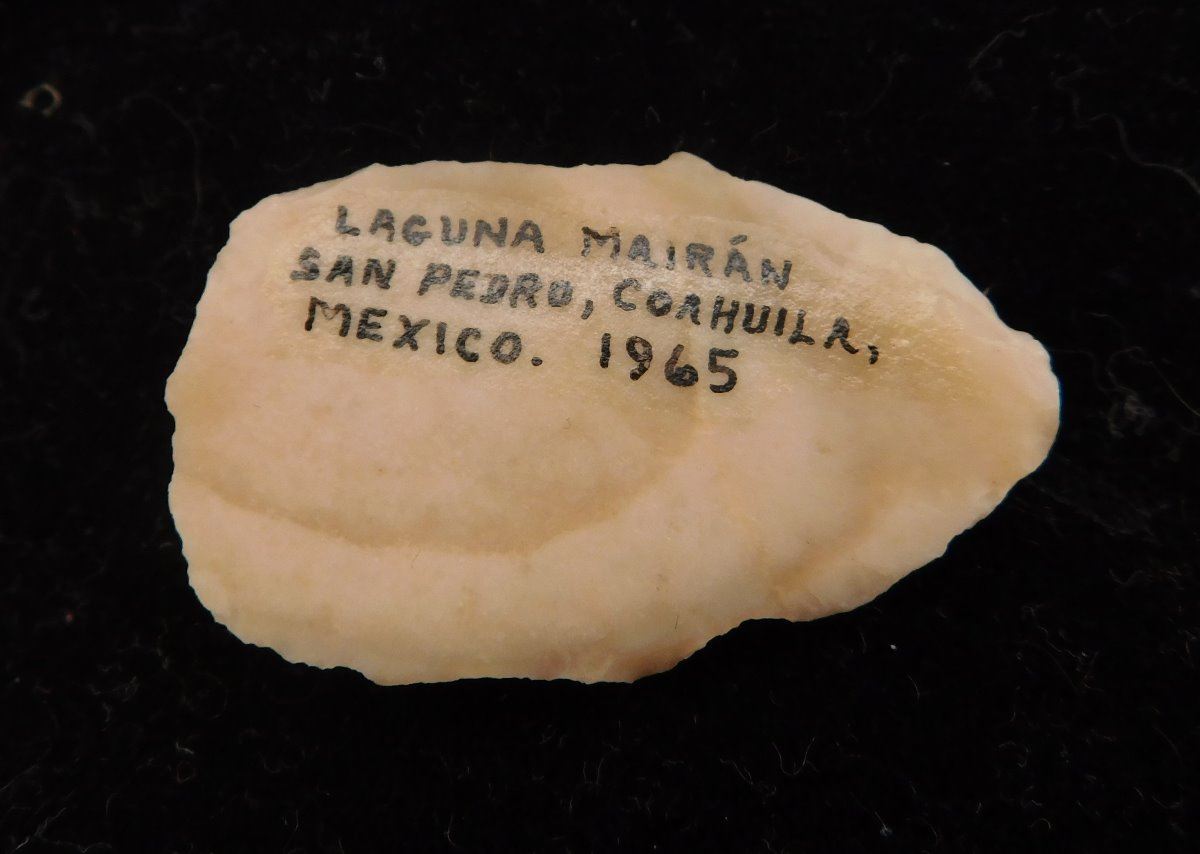 LAGUNA MAIRÁN
SAN PEDRO, COAHUILA,
MEXICO. 1965